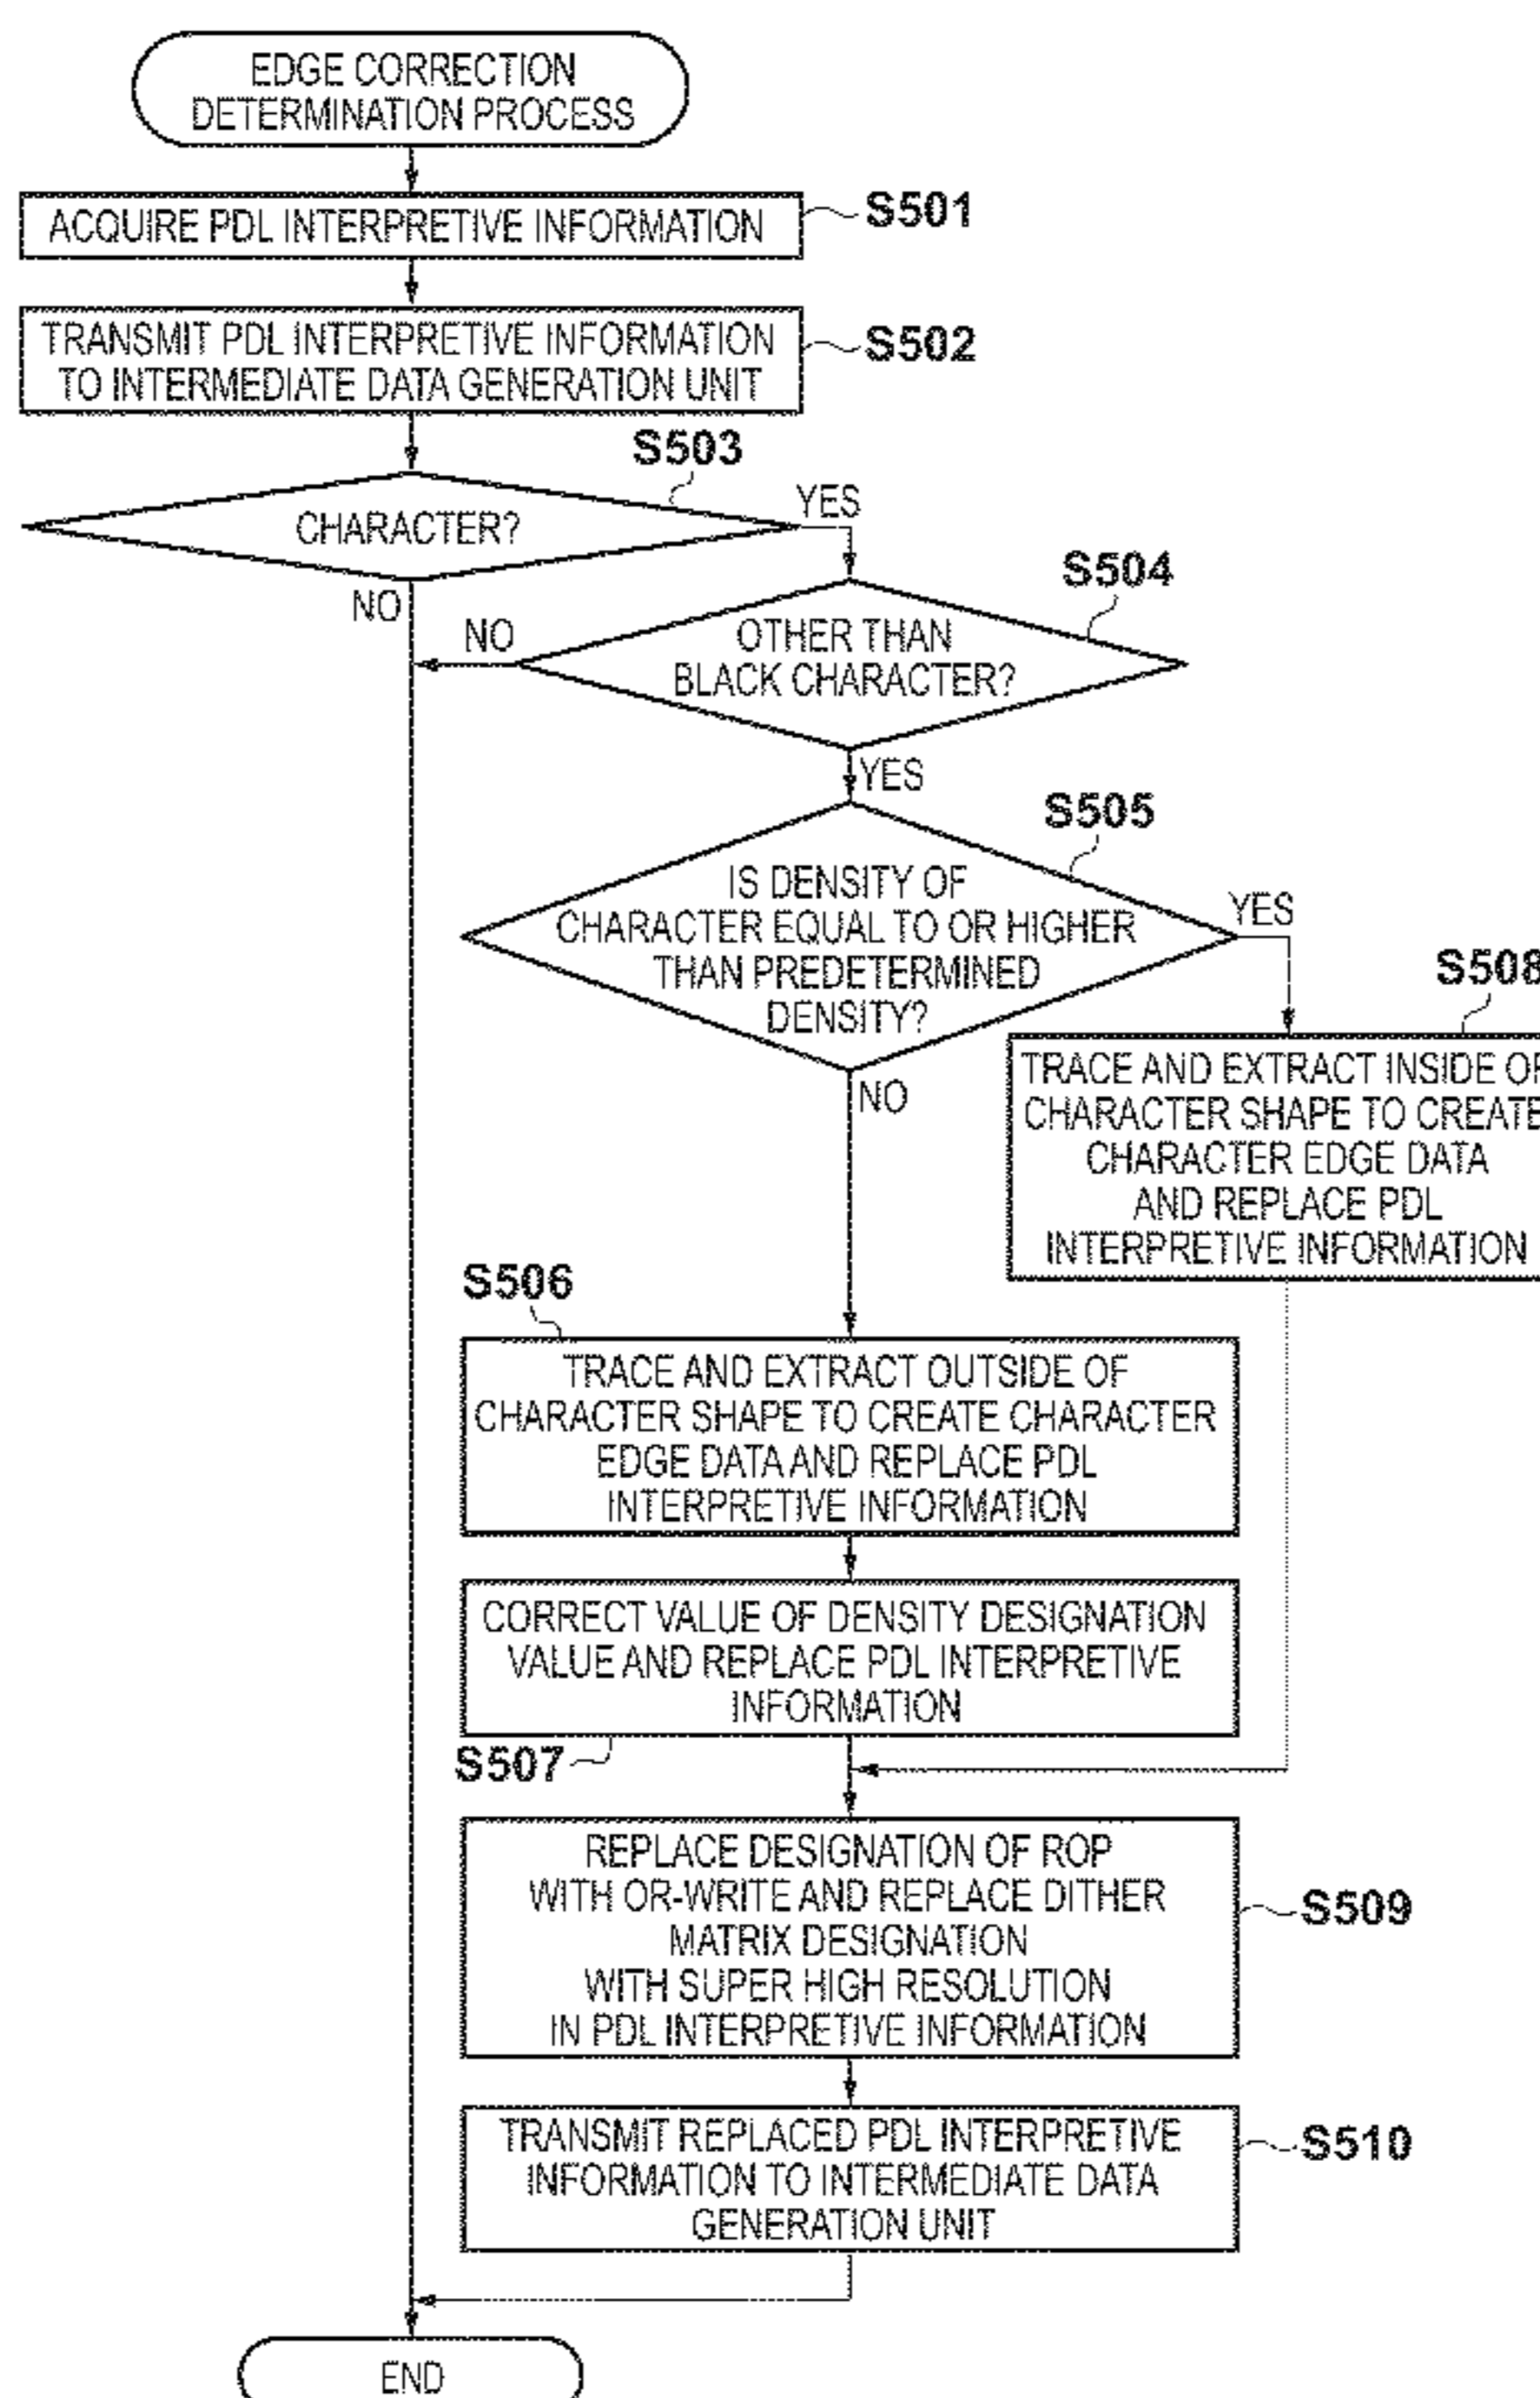 EDGE CORRECTION
DETERMINATION PROCESS
ACQUIRE PDL INTERPRETIVE INFORMATION
S501
TRANSMIT PDL INTERPRETIVE INFORMATION
TO INTERMEDIATE DATA GENERATION UNIT
S502
S503
CHARACTER?
YES
NO
S504
OTHER THAN
BLACK CHARACTER?
NO
YES
S505
IS DENSITY OF
CHARACTER EQUAL TO OR HIGHER
THAN PREDETERMINED
DENSITY?
YES
NO
S508
TRACE AND EXTRACT INSIDE OF
CHARACTER SHAPE TO CREATE
CHARACTER EDGE DATA
AND REPLACE PDL
INTERPRETIVE INFORMATION
S506
TRACE AND EXTRACT OUTSIDE OF
CHARACTER SHAPE TO CREATE CHARACTER
EDGE DATA AND REPLACE PDL
INTERPRETIVE INFORMATION
CORRECT VALUE OF DENSITY DESIGNATION
VALUE AND REPLACE PDL INTERPRETIVE
INFORMATION
S507
REPLACE DESIGNATION OF ROP
WITH OR-WRITE AND REPLACE DITHER
MATRIX DESIGNATION
WITH SUPER HIGH RESOLUTION
IN PDL INTERPRETIVE INFORMATION
S509
TRANSMIT REPLACED PDL INTERPRETIVE
INFORMATION TO INTERMEDIATE DATA
GENERATION UNIT
S510
END